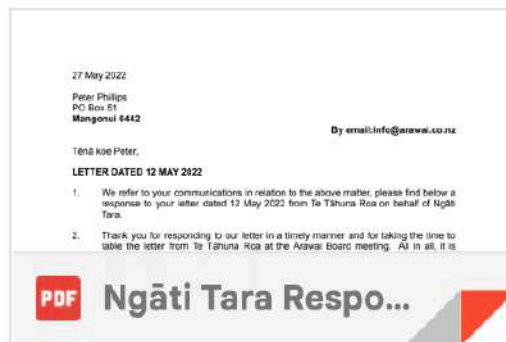 27 May 2022
Peter Phillips
PO Box 51
Mangonui 0442
By email:info@arawai.co.nz
Tēnā koe Peter,
LETTER DATED 12 MAY 2022
1. We refer to your communications in relation to the above matter, please find below a
response to your letter dated 12 May 2022 from Te Tāhuna Roa on behalf of Ngāti
Tara.
2. Thank you for responding to our letter in a timely manner and for taking the time to
table the letter from Te Tāhuna Roa at the Arawai Board meeting. All in all, it is
PDF Ngāti Tara Respo...